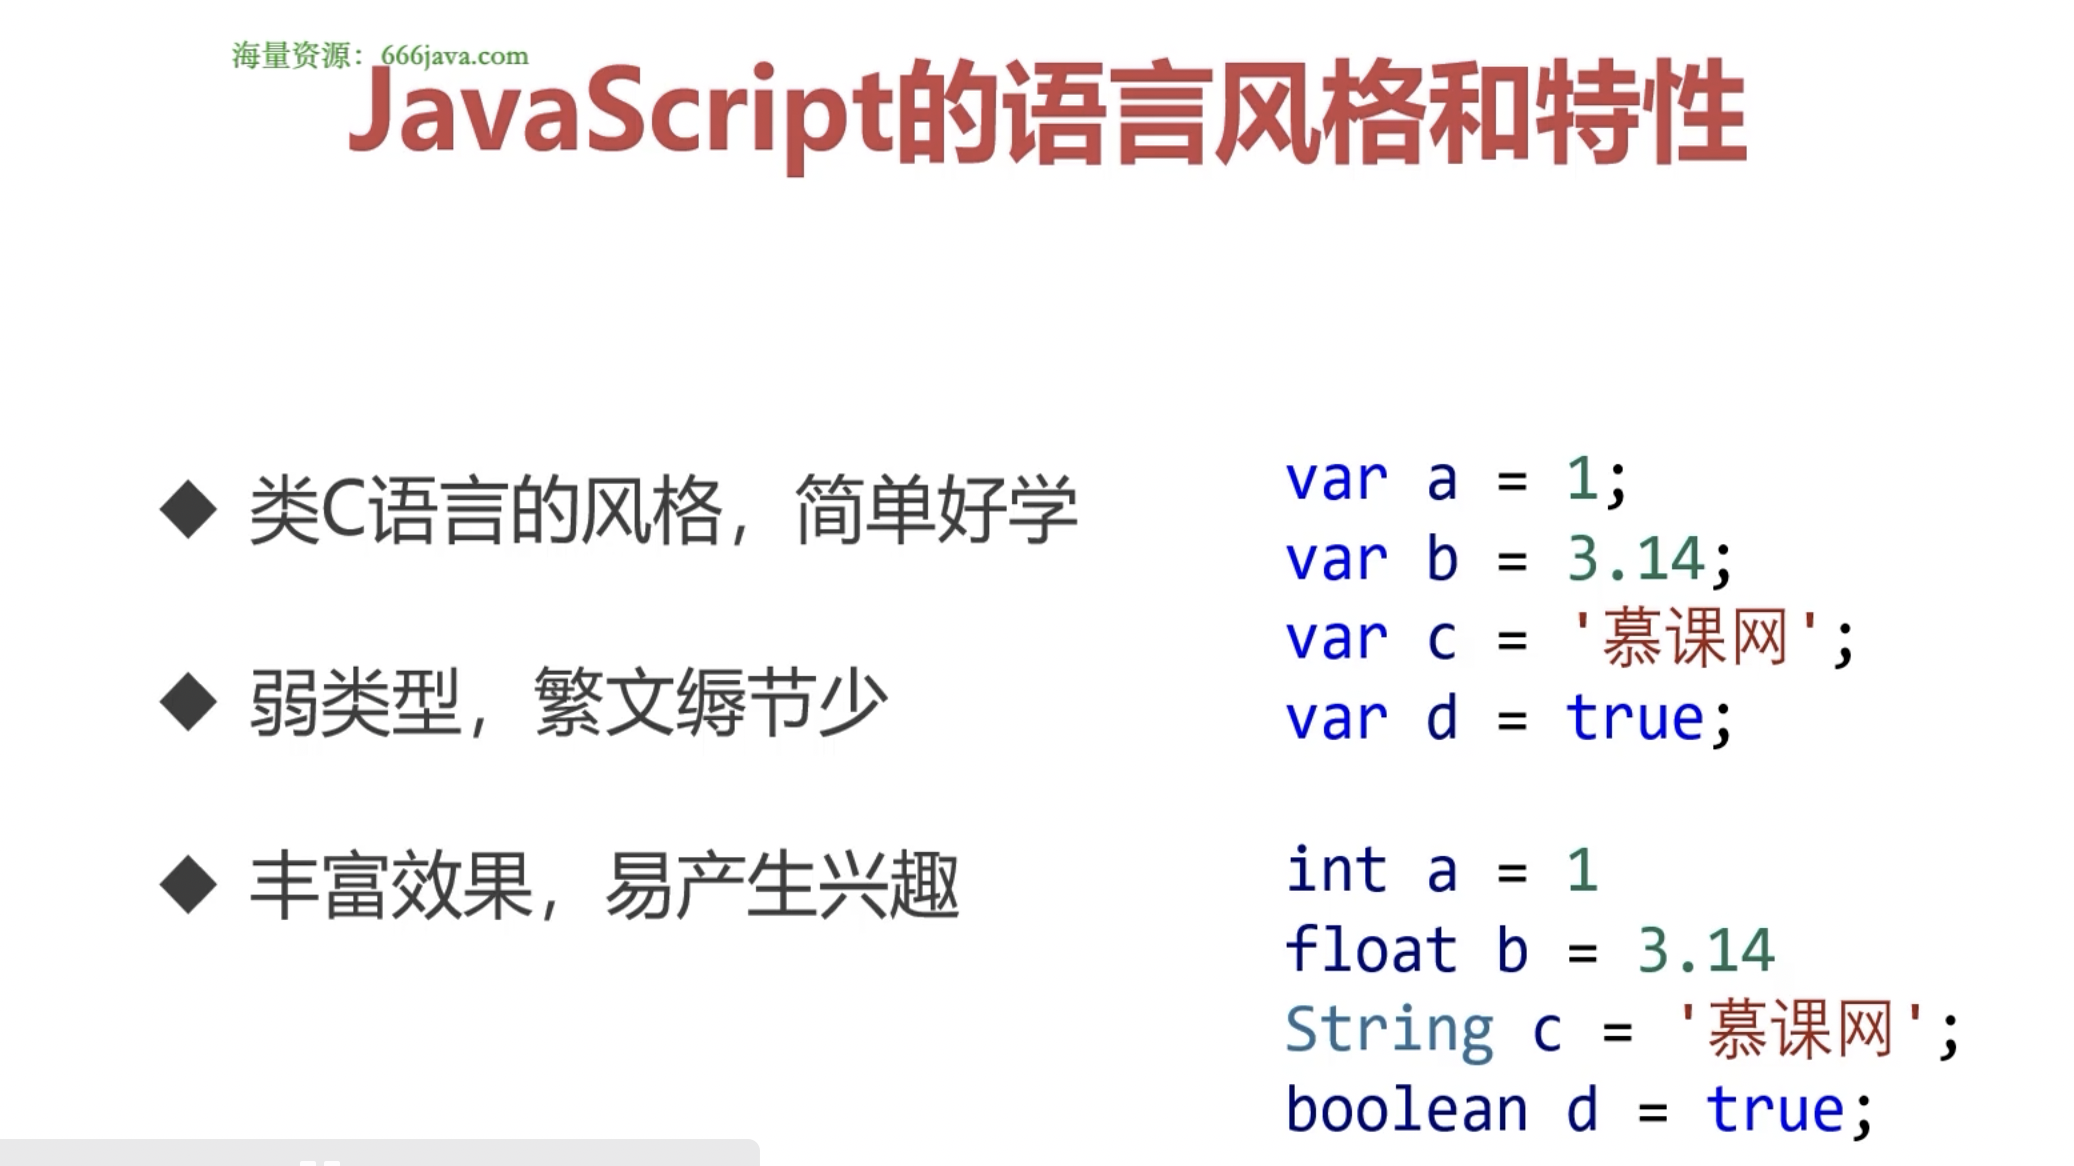 海量资源：666java.com
JavaScript的语言风格和特性
◆ 类C语言的风格，简单好学
◆ 弱类型，繁文缛节少
◆ 丰富效果，易产生兴趣
var a = 1;
var b = 3.14;
var c = '慕课网';
var d = true;
int a = 1
float b = 3.14
String c = '慕课网';
boolean d = true;